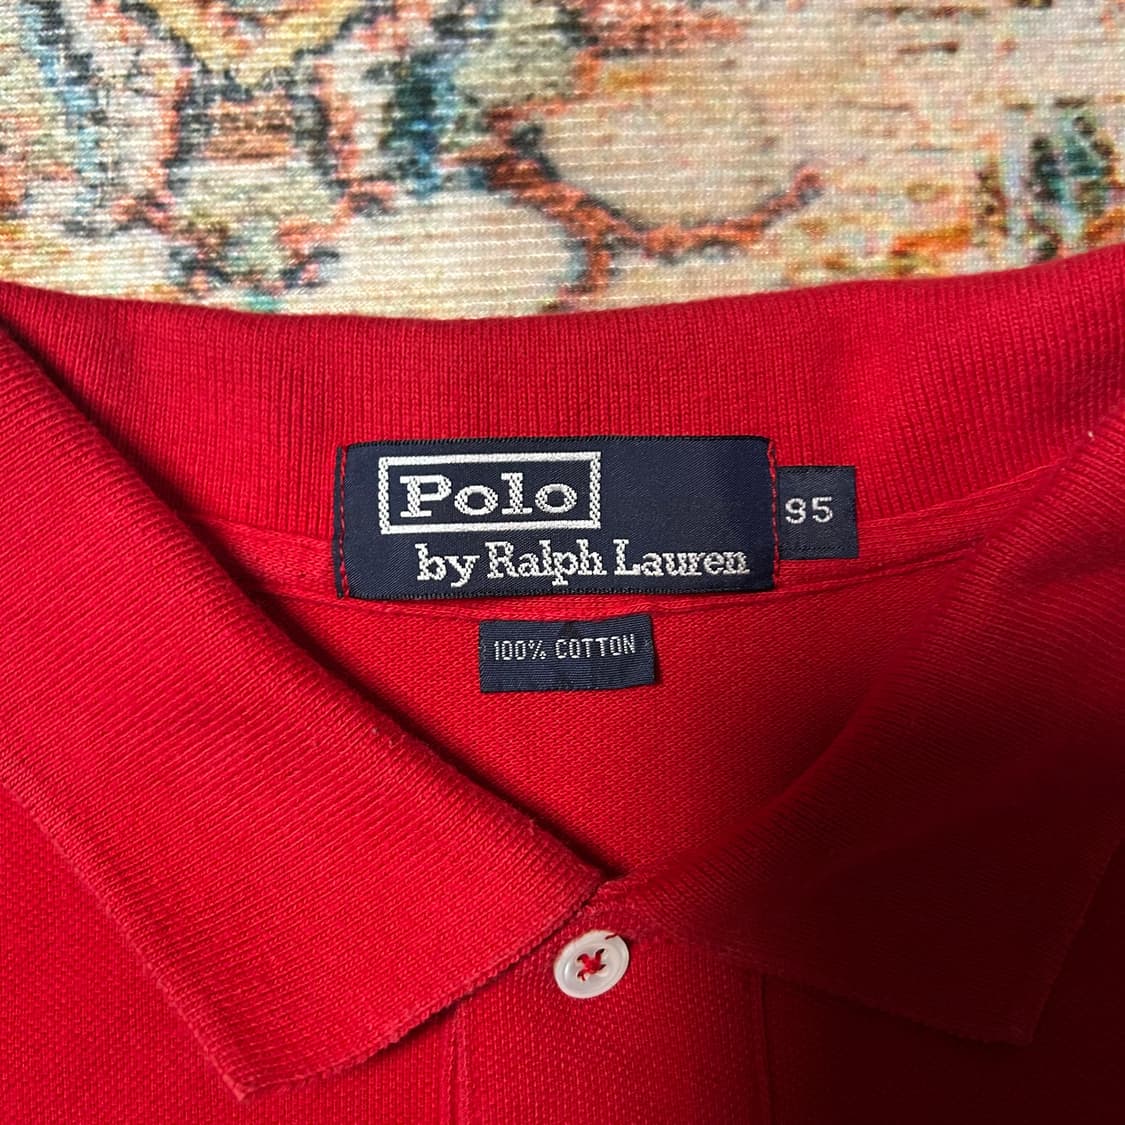 Polo
by Ralph Lauren
95
100% COTTON